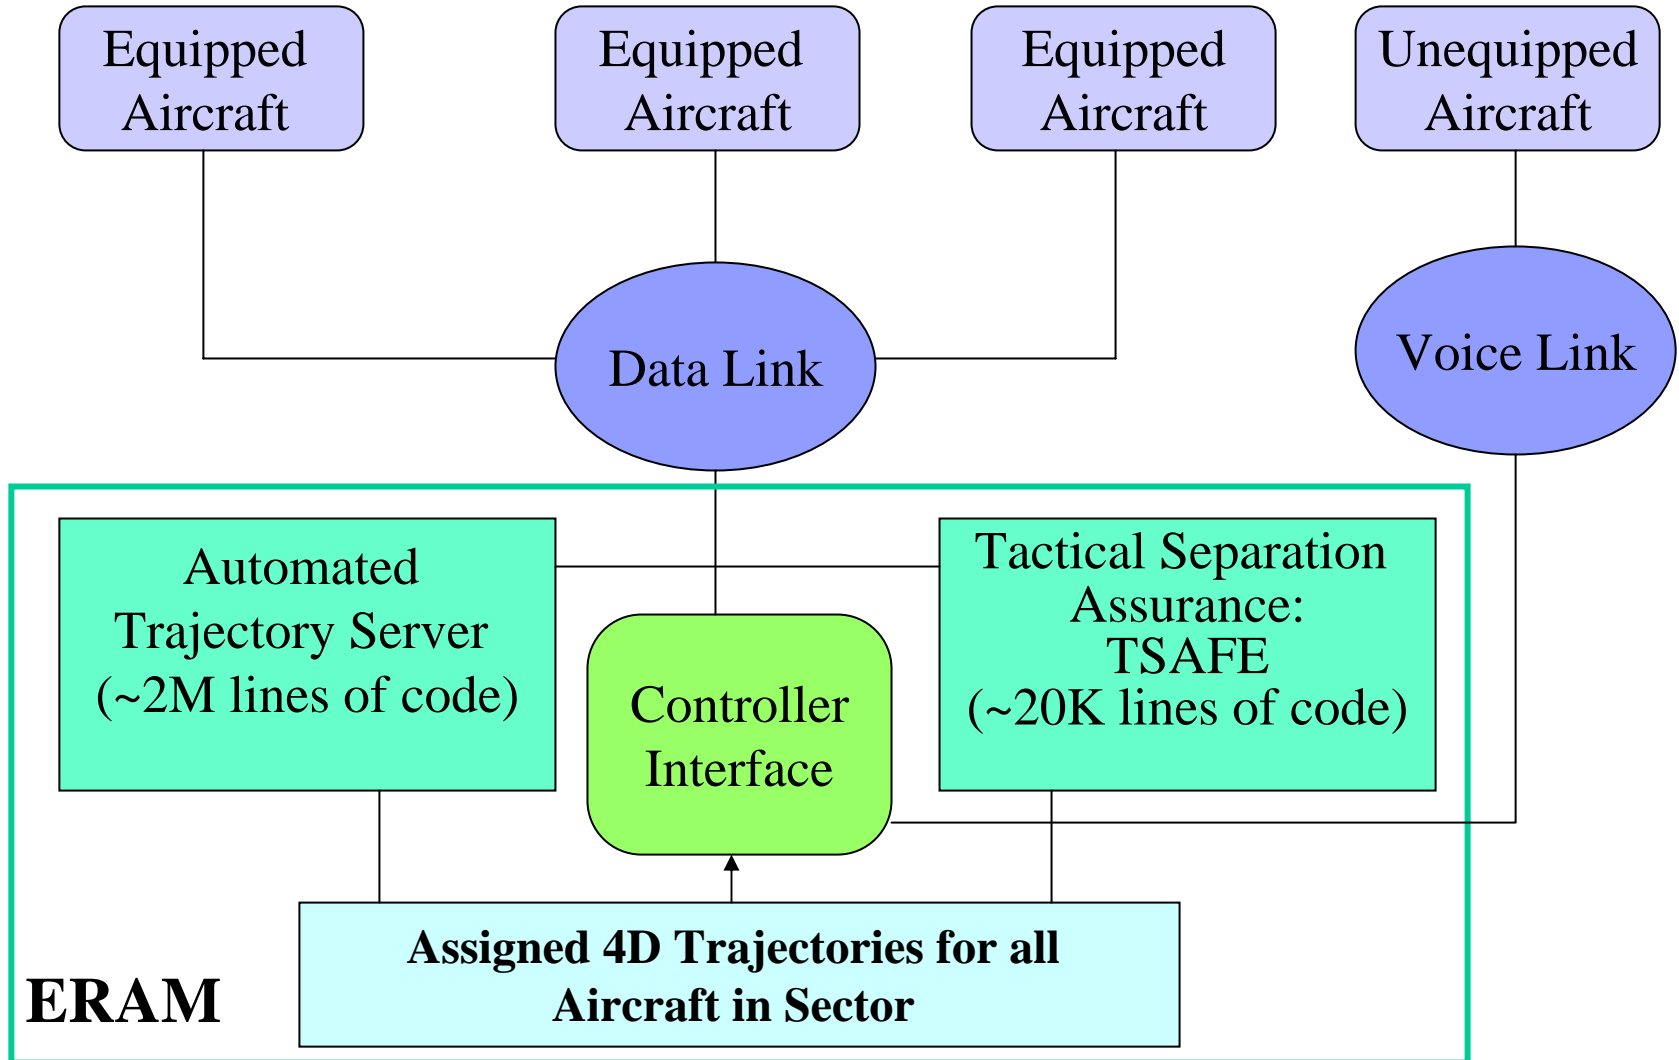 Equipped
Aircraft
Equipped
Aircraft
Equipped
Aircraft
Unequipped
Aircraft
Data Link
Voice Link
Automated
Trajectory Server
(~2M lines of code)
Tactical Separation
Assurance:
TSAFE
(~20K lines of code)
Controller
Interface
Assigned 4D Trajectories for all
Aircraft in Sector
ERAM